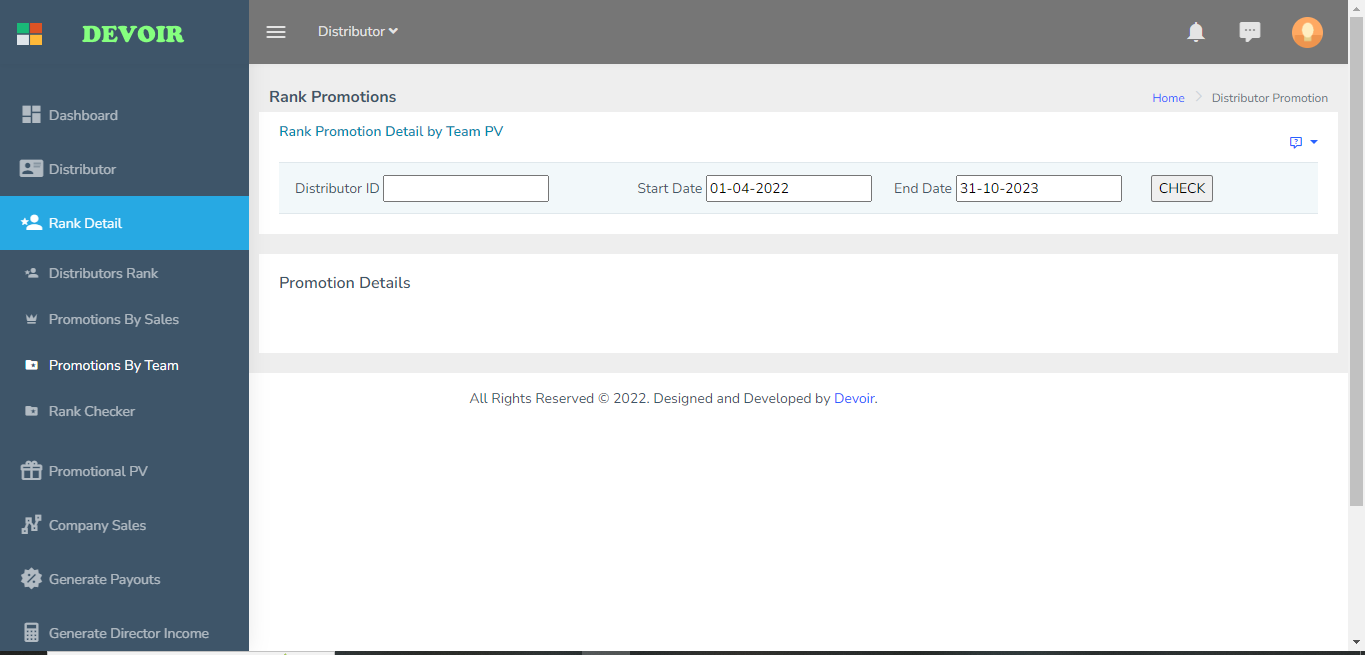 DEVOIR
Distributor
Dashboard
Distributor
Rank Detail
Distributors Rank
Promotions By Sales
Promotions By Team
Rank Checker
Promotional PV
Company Sales
Generate Payouts
Generate Director Income
Rank Promotions
Home
Distributor Promotion
Rank Promotion Detail by Team PV
Distributor ID Start Date 01-04-2022 End Date 31-10-2023 CHECK
Promotion Details
All Rights Reserved © 2022. Designed and Developed by Devoir.